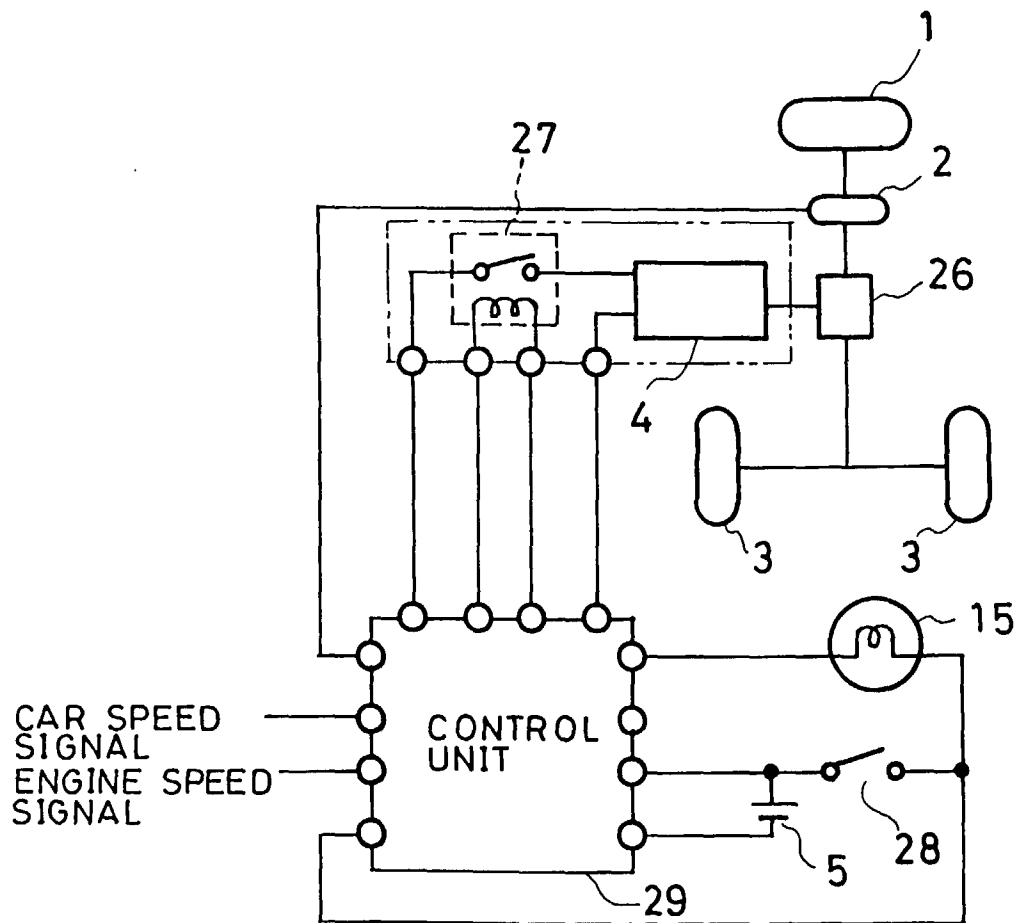 1
27
2
26
4
3
3
15
CAR SPEED
SIGNAL
ENGINE SPEED
SIGNAL
CONTROL
UNIT
5
28
29